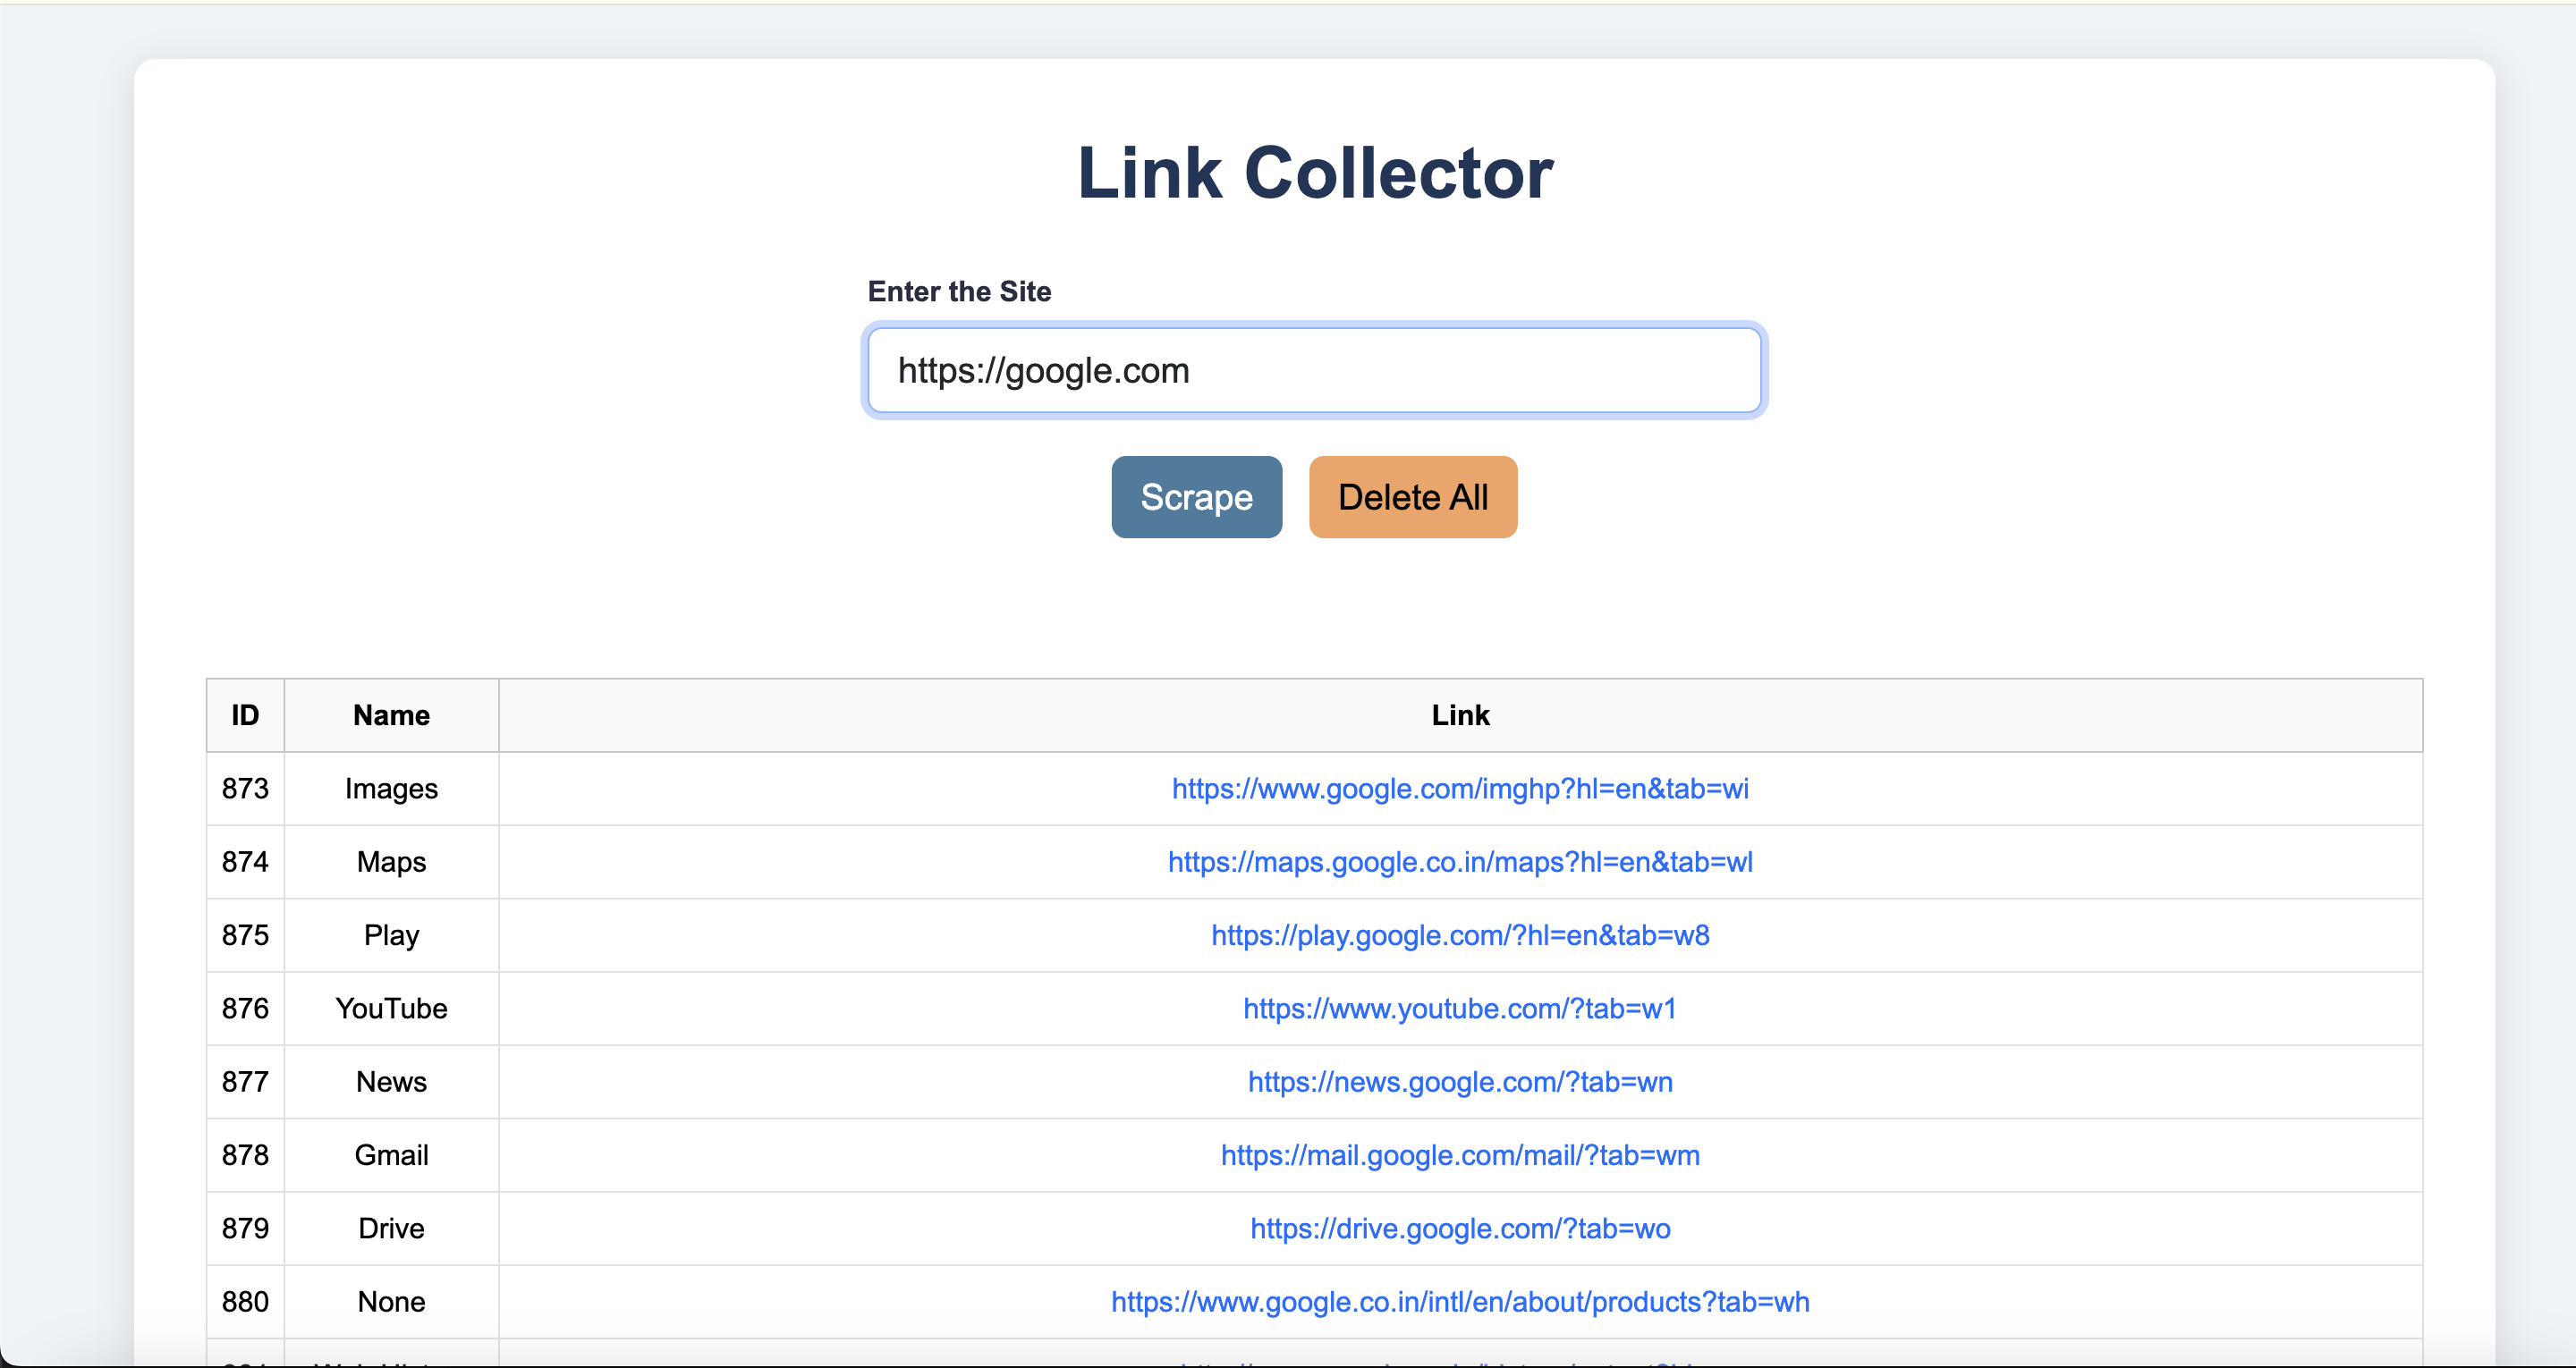 Link Collector
Enter the Site
https://google.com
Scrape Delete All
ID Name Link
873 Images https://www.google.com/imghp?hl=en&tab=wi
874 Maps https://maps.google.co.in/maps?hl=en&tab=wl
875 Play https://play.google.com/?hl=en&tab=w8
876 YouTube https://www.youtube.com/?tab=w1
877 News https://news.google.com/?tab=wn
878 Gmail https://mail.google.com/mail/?tab=wm
879 Drive https://drive.google.com/?tab=wo
880 None https://www.google.co.in/intl/en/about/products?tab=wh